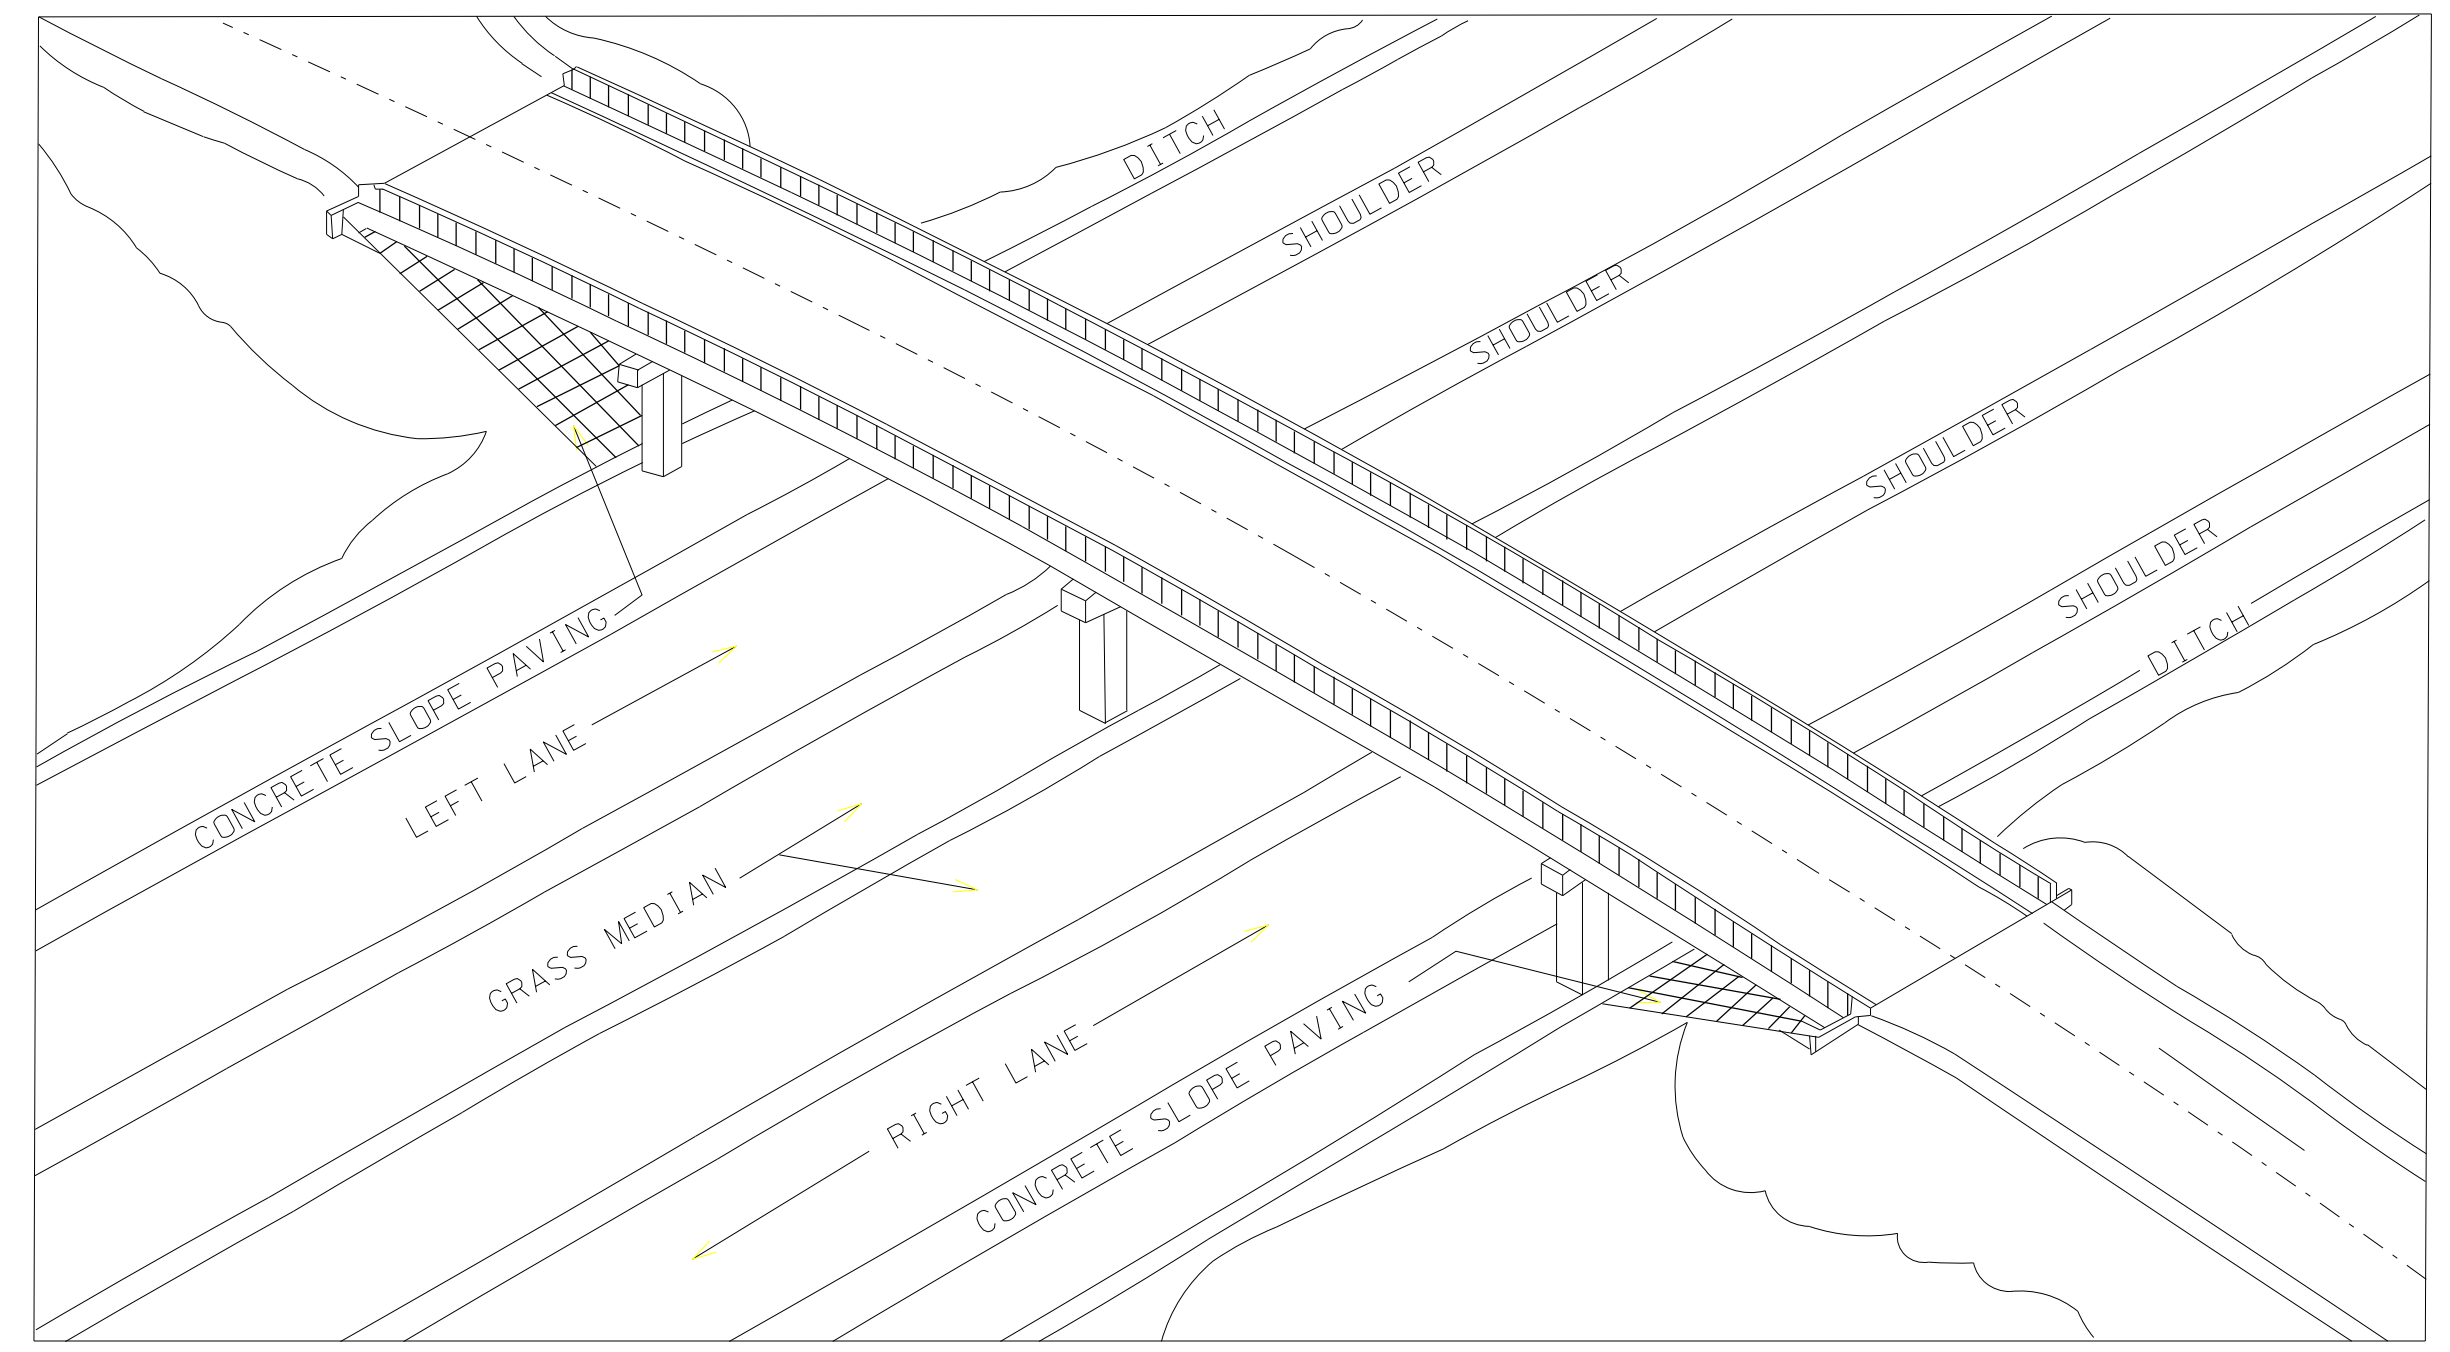 DITCH
SHOULDER
SHOULDER
SHOULDER
SHOULDER
DITCH
CONCRETE SLOPE PAVING
LEFT LANE
GRASS MEDIAN
RIGHT LANE
CONCRETE SLOPE PAVING